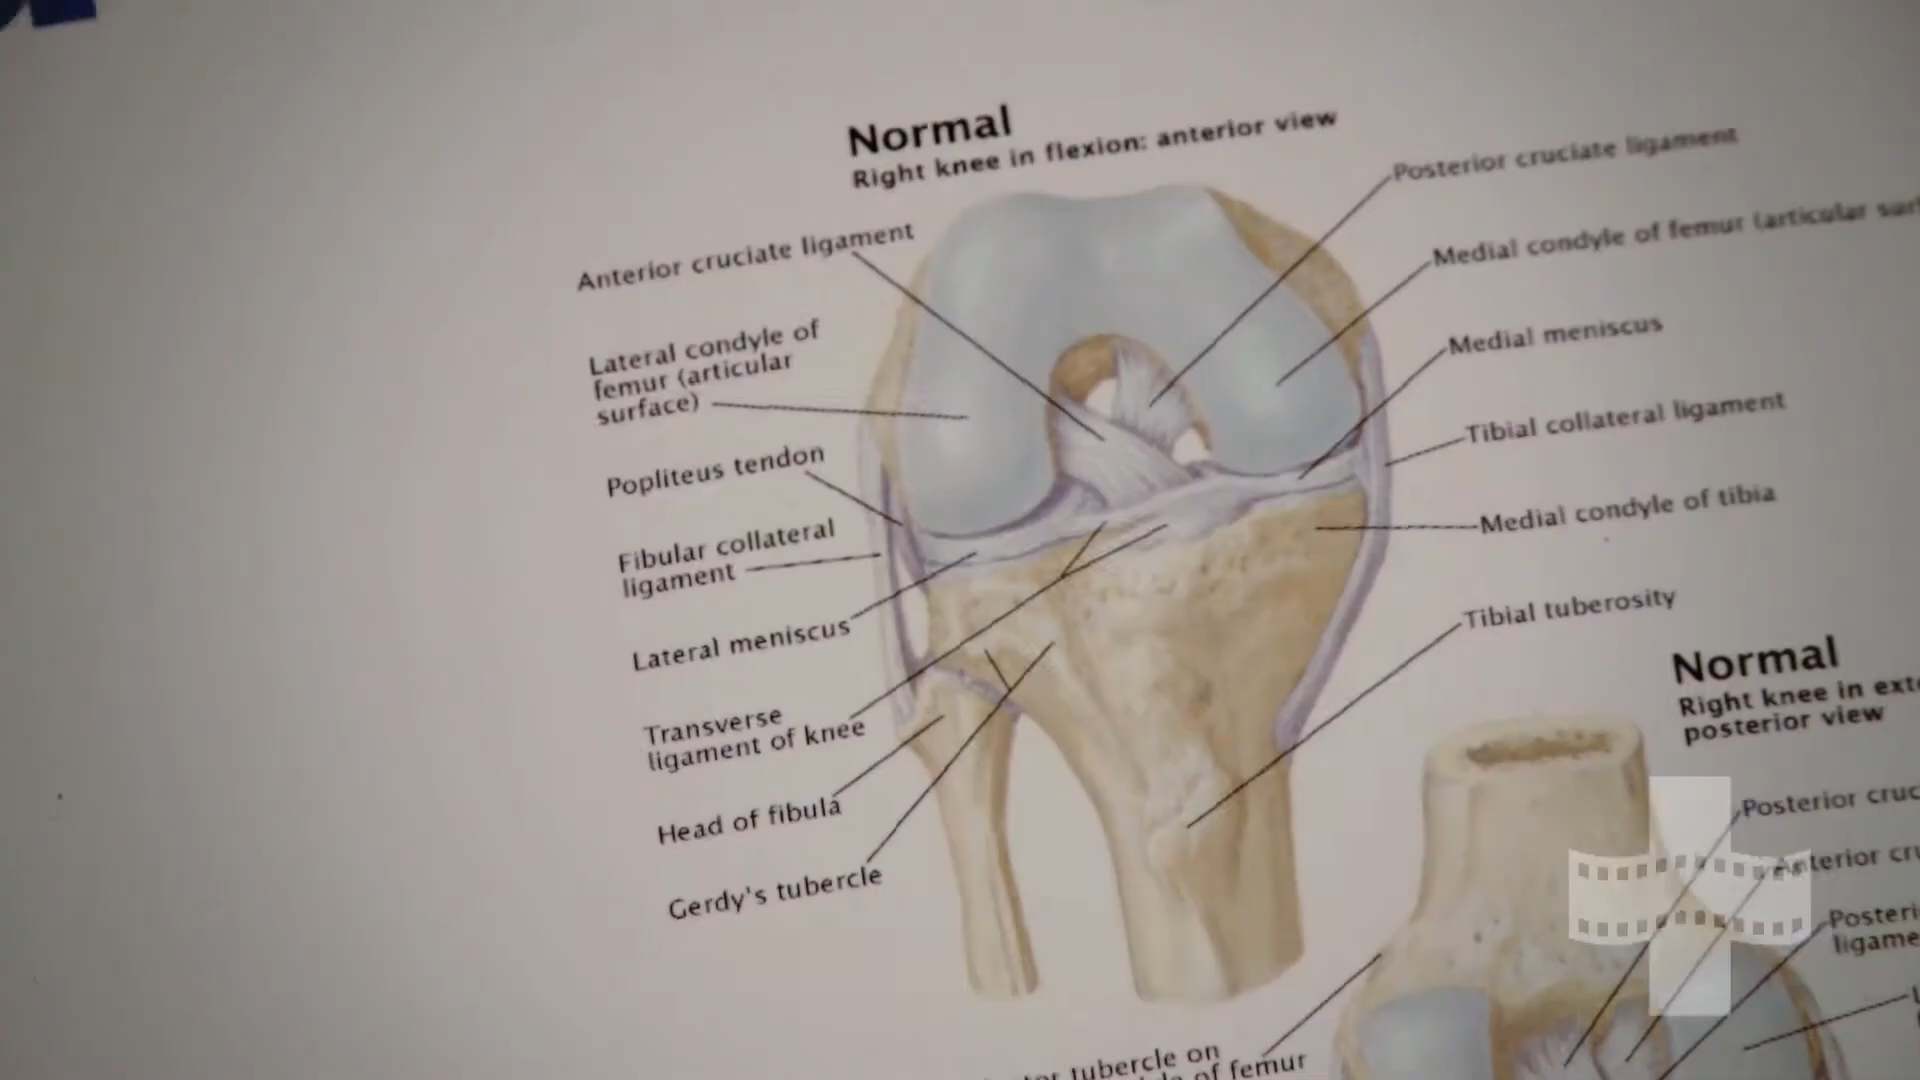 Normal
Right knee in flexion: anterior view
Anterior cruciate ligament
Lateral condyle of
femur (articular
surface)
Popliteus tendon
Fibular collateral
ligament
Lateral meniscus
Transverse
ligament of knee
Head of fibula
Gerdy's tubercle
Posterior cruciate ligament
Medial condyle of femur (articular
Medial meniscus
Tibial collateral ligament
Medial condyle of tibia
Tibial tuberosity
Normal
Right knee in
posterior view
Posterior
Anterior
tubercle on
of femur